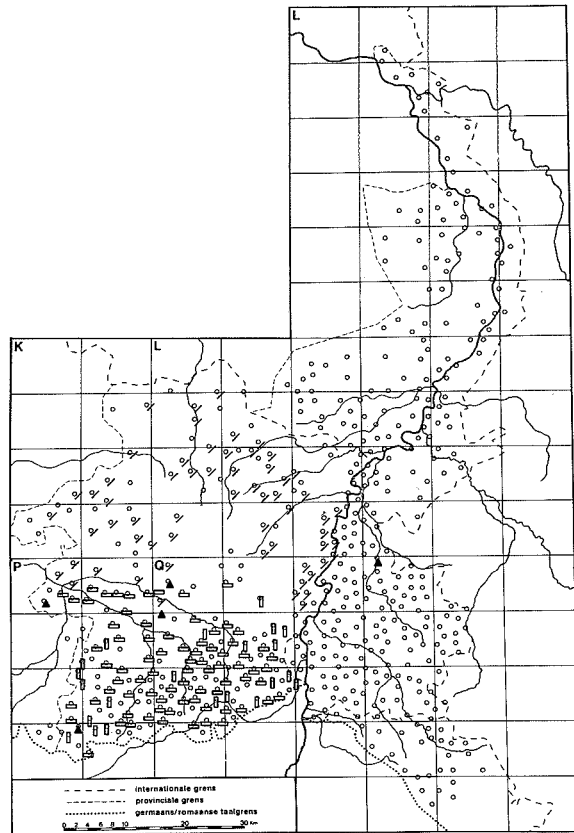 L
K L
P Q
internationale grens
provinciale grens
germaans/romaanse taalgrens
0 2 4 6 8 10 20 30 Km